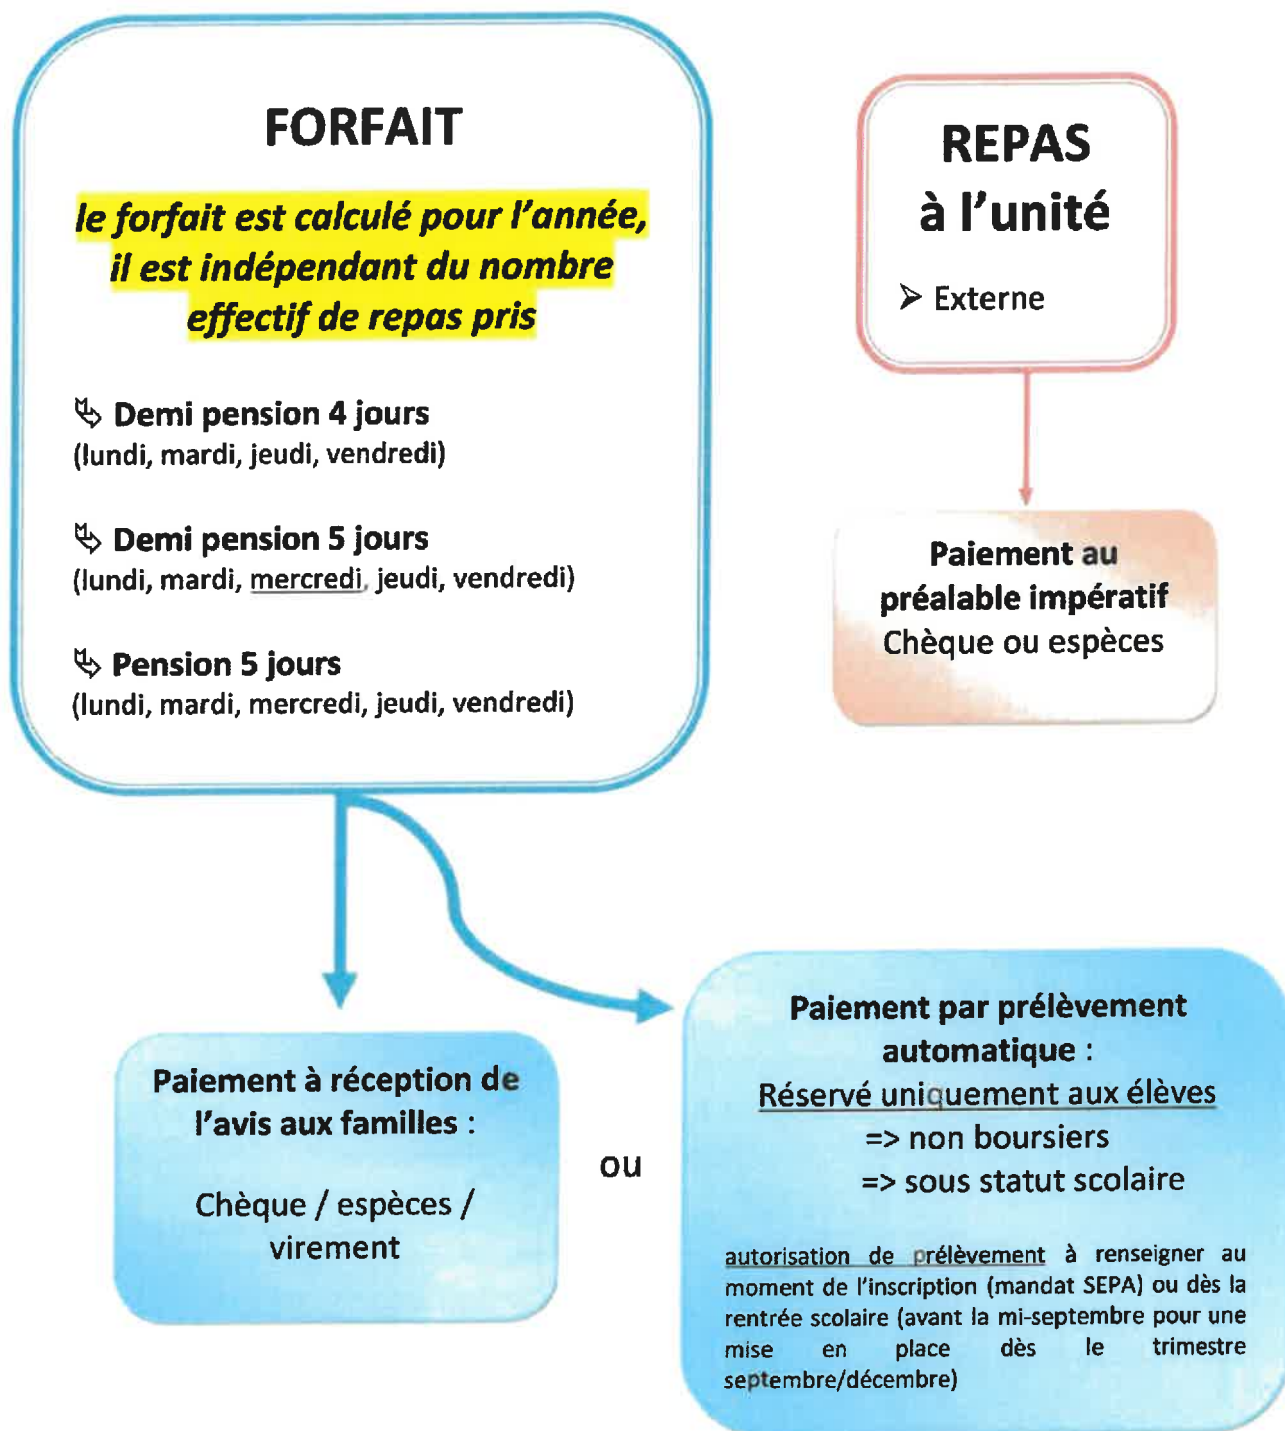 FORFAIT
le forfait est calculé pour l'année,
il est indépendant du nombre
effectif de repas pris
Demi pension 4 jours
(lundi, mardi, jeudi, vendredi)
Demi pension 5 jours
(lundi, mardi, mercredi, jeudi, vendredi)
Pension 5 jours
(lundi, mardi, mercredi, jeudi, vendredi)
REPAS
à l'unité
➤ Externe
Paiement au
préalable impératif
Chèque ou espèces
Paiement à réception de
l'avis aux familles :
Chèque / espèces /
virement
ou
Paiement par prélèvement
automatique :
Réservé uniquement aux élèves
=> non boursiers
=> sous statut scolaire
autorisation de prélèvement à renseigner au
moment de l'inscription (mandat SEPA) ou dès la
rentrée scolaire (avant la mi-septembre pour une
mise en place dès le trimestre
septembre/décembre)